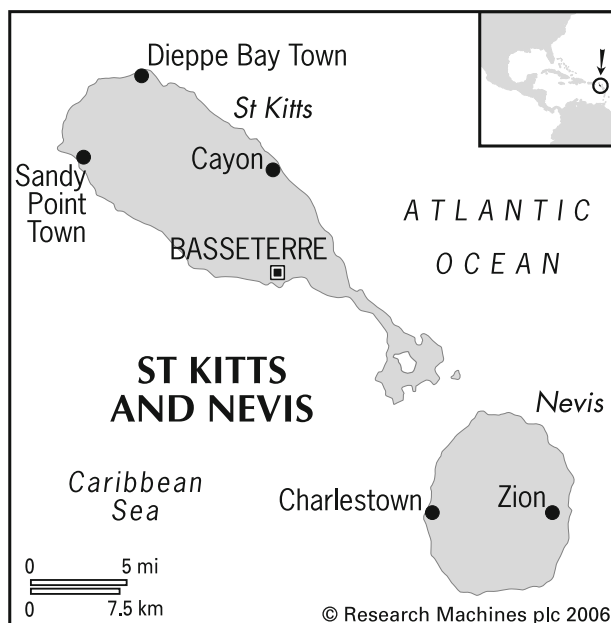 Dieppe Bay Town
St Kitts
Cayon
Sandy
Point
Town
ATLANTIC
OCEAN
BASSETERRE
ST KITTS
AND NEVIS
Nevis
Caribbean
Sea
Charlestown
Zion
0 5 mi
0 7.5 km
© Research Machines plc 2006